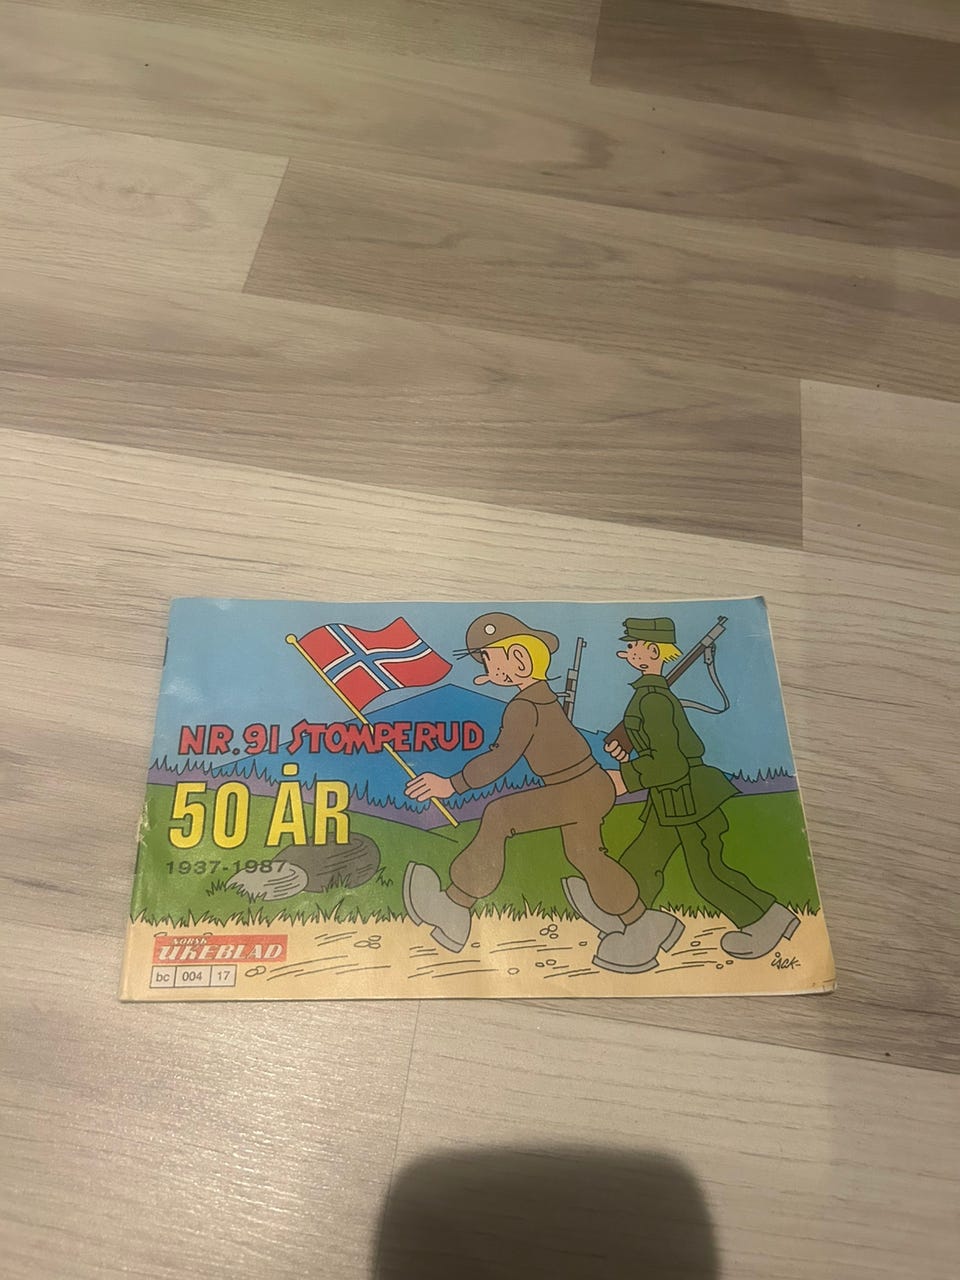 NR. 91 STOMPERUD
50 ÅR
1937-1987
NORSK
UKEBLAD
bc 004 17